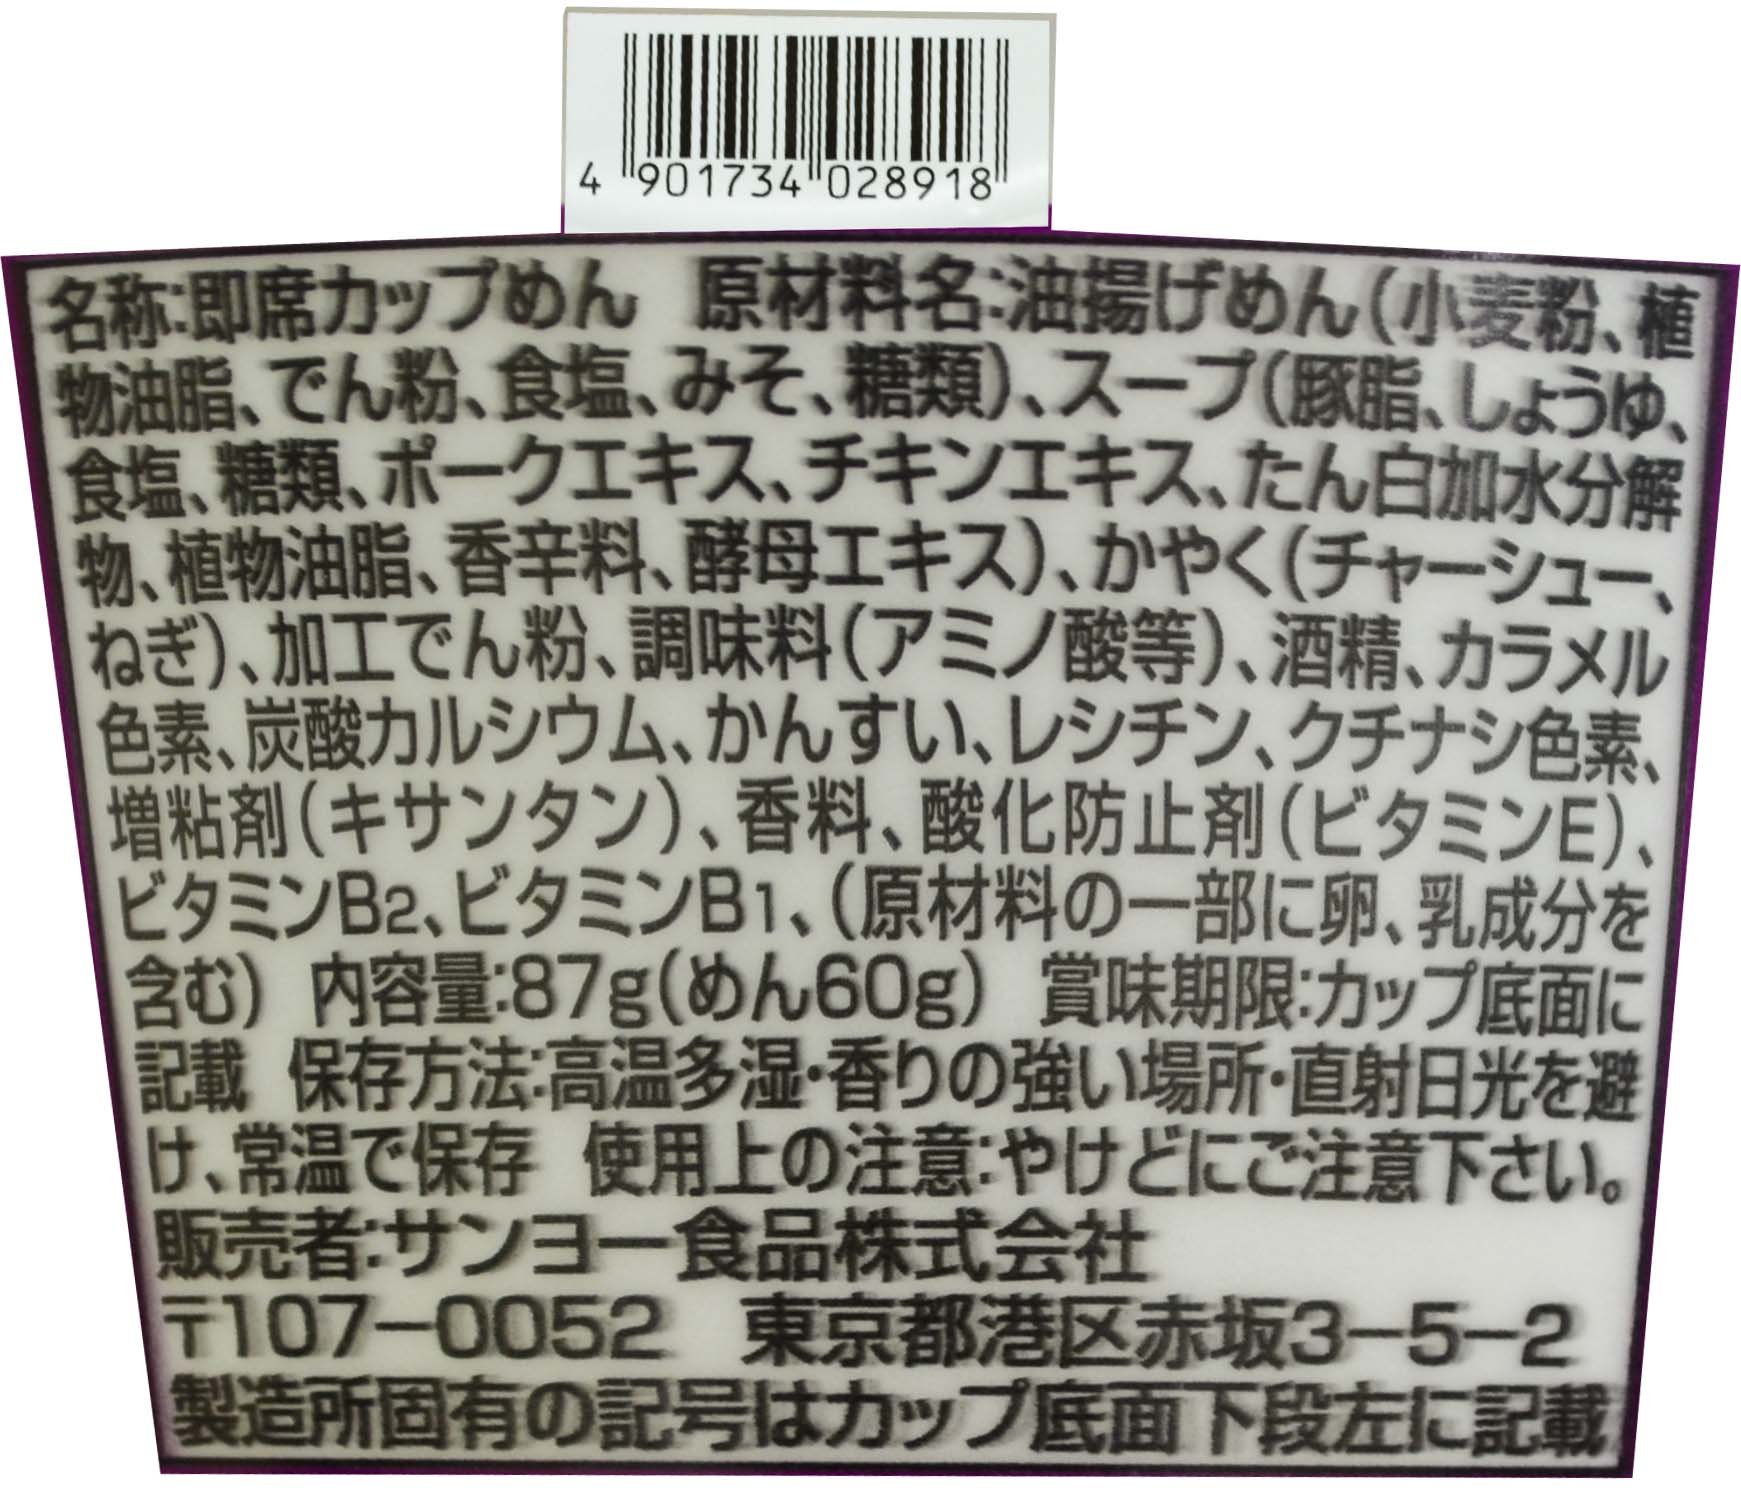 4 901734 028918
名称:即席カップめん 原材料名:油揚げめん(小麦粉、植
物油脂、でん粉、食塩、みそ、糖類)、スープ(豚脂、しょうゆ、
食塩、糖類、ポークエキス、チキンエキス、たん白加水分解
物、植物油脂、香辛料、酵母エキス)、かやく(チャーシュー、
ねぎ)、加工でん粉、調味料(アミノ酸等)、酒精、カラメル
色素、炭酸カルシウム、かんすい、レシチン、クチナシ色素、
増粘剤(キサンタン)、香料、酸化防止剤(ビタミンE)、
ビタミンB2、ビタミンB1、(原材料の一部に卵、乳成分を
含む) 内容量:87g(めん60g) 賞味期限:カップ底面に
記載 保存方法:高温多湿・香りの強い場所・直射日光を避
け、常温で保存 使用上の注意:やけどにご注意下さい。
販売者:サンヨー食品株式会社
〒107-0052 東京都港区赤坂3-5-2
製造所固有の記号はカップ底面下段左に記載